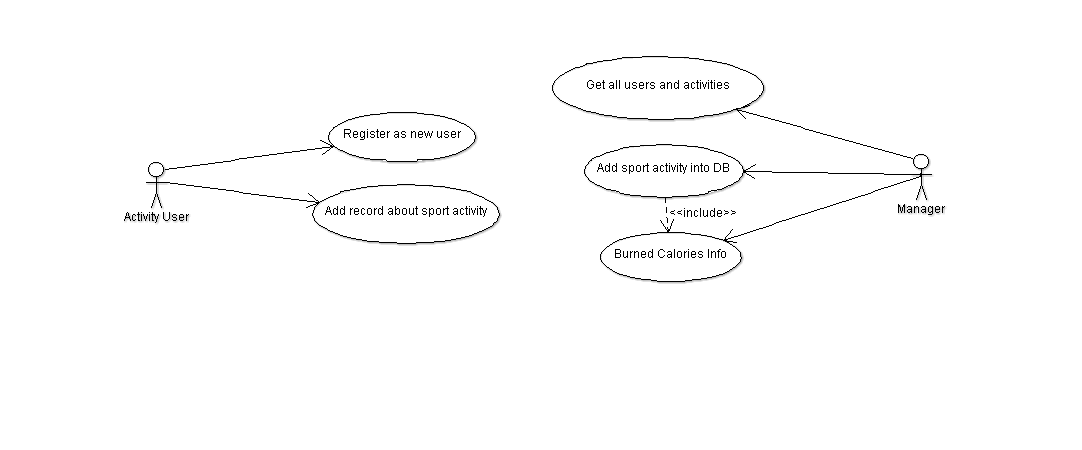 Get all users and activities
Register as new user
Add sport activity into DB
Add record about sport activity
Activity User
Manager
<<include>>
Burned Calories Info